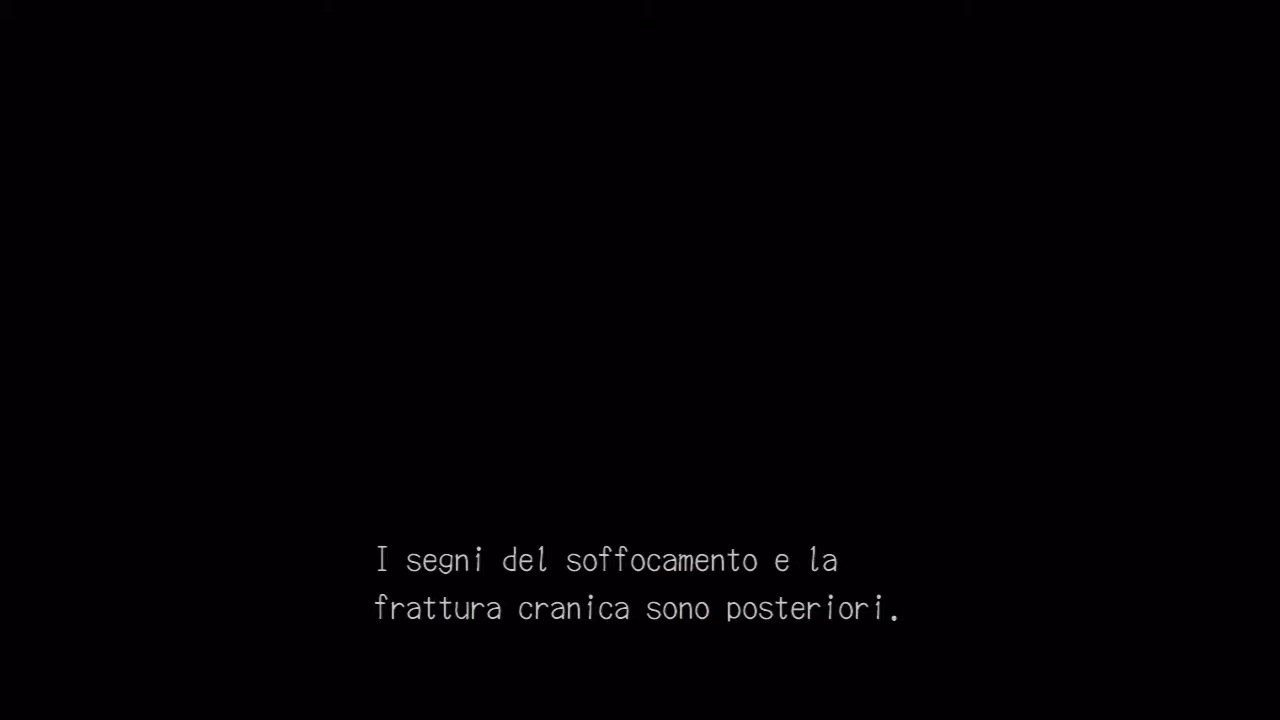 I segni del soffocamento e la
frattura cranica sono posteriori.